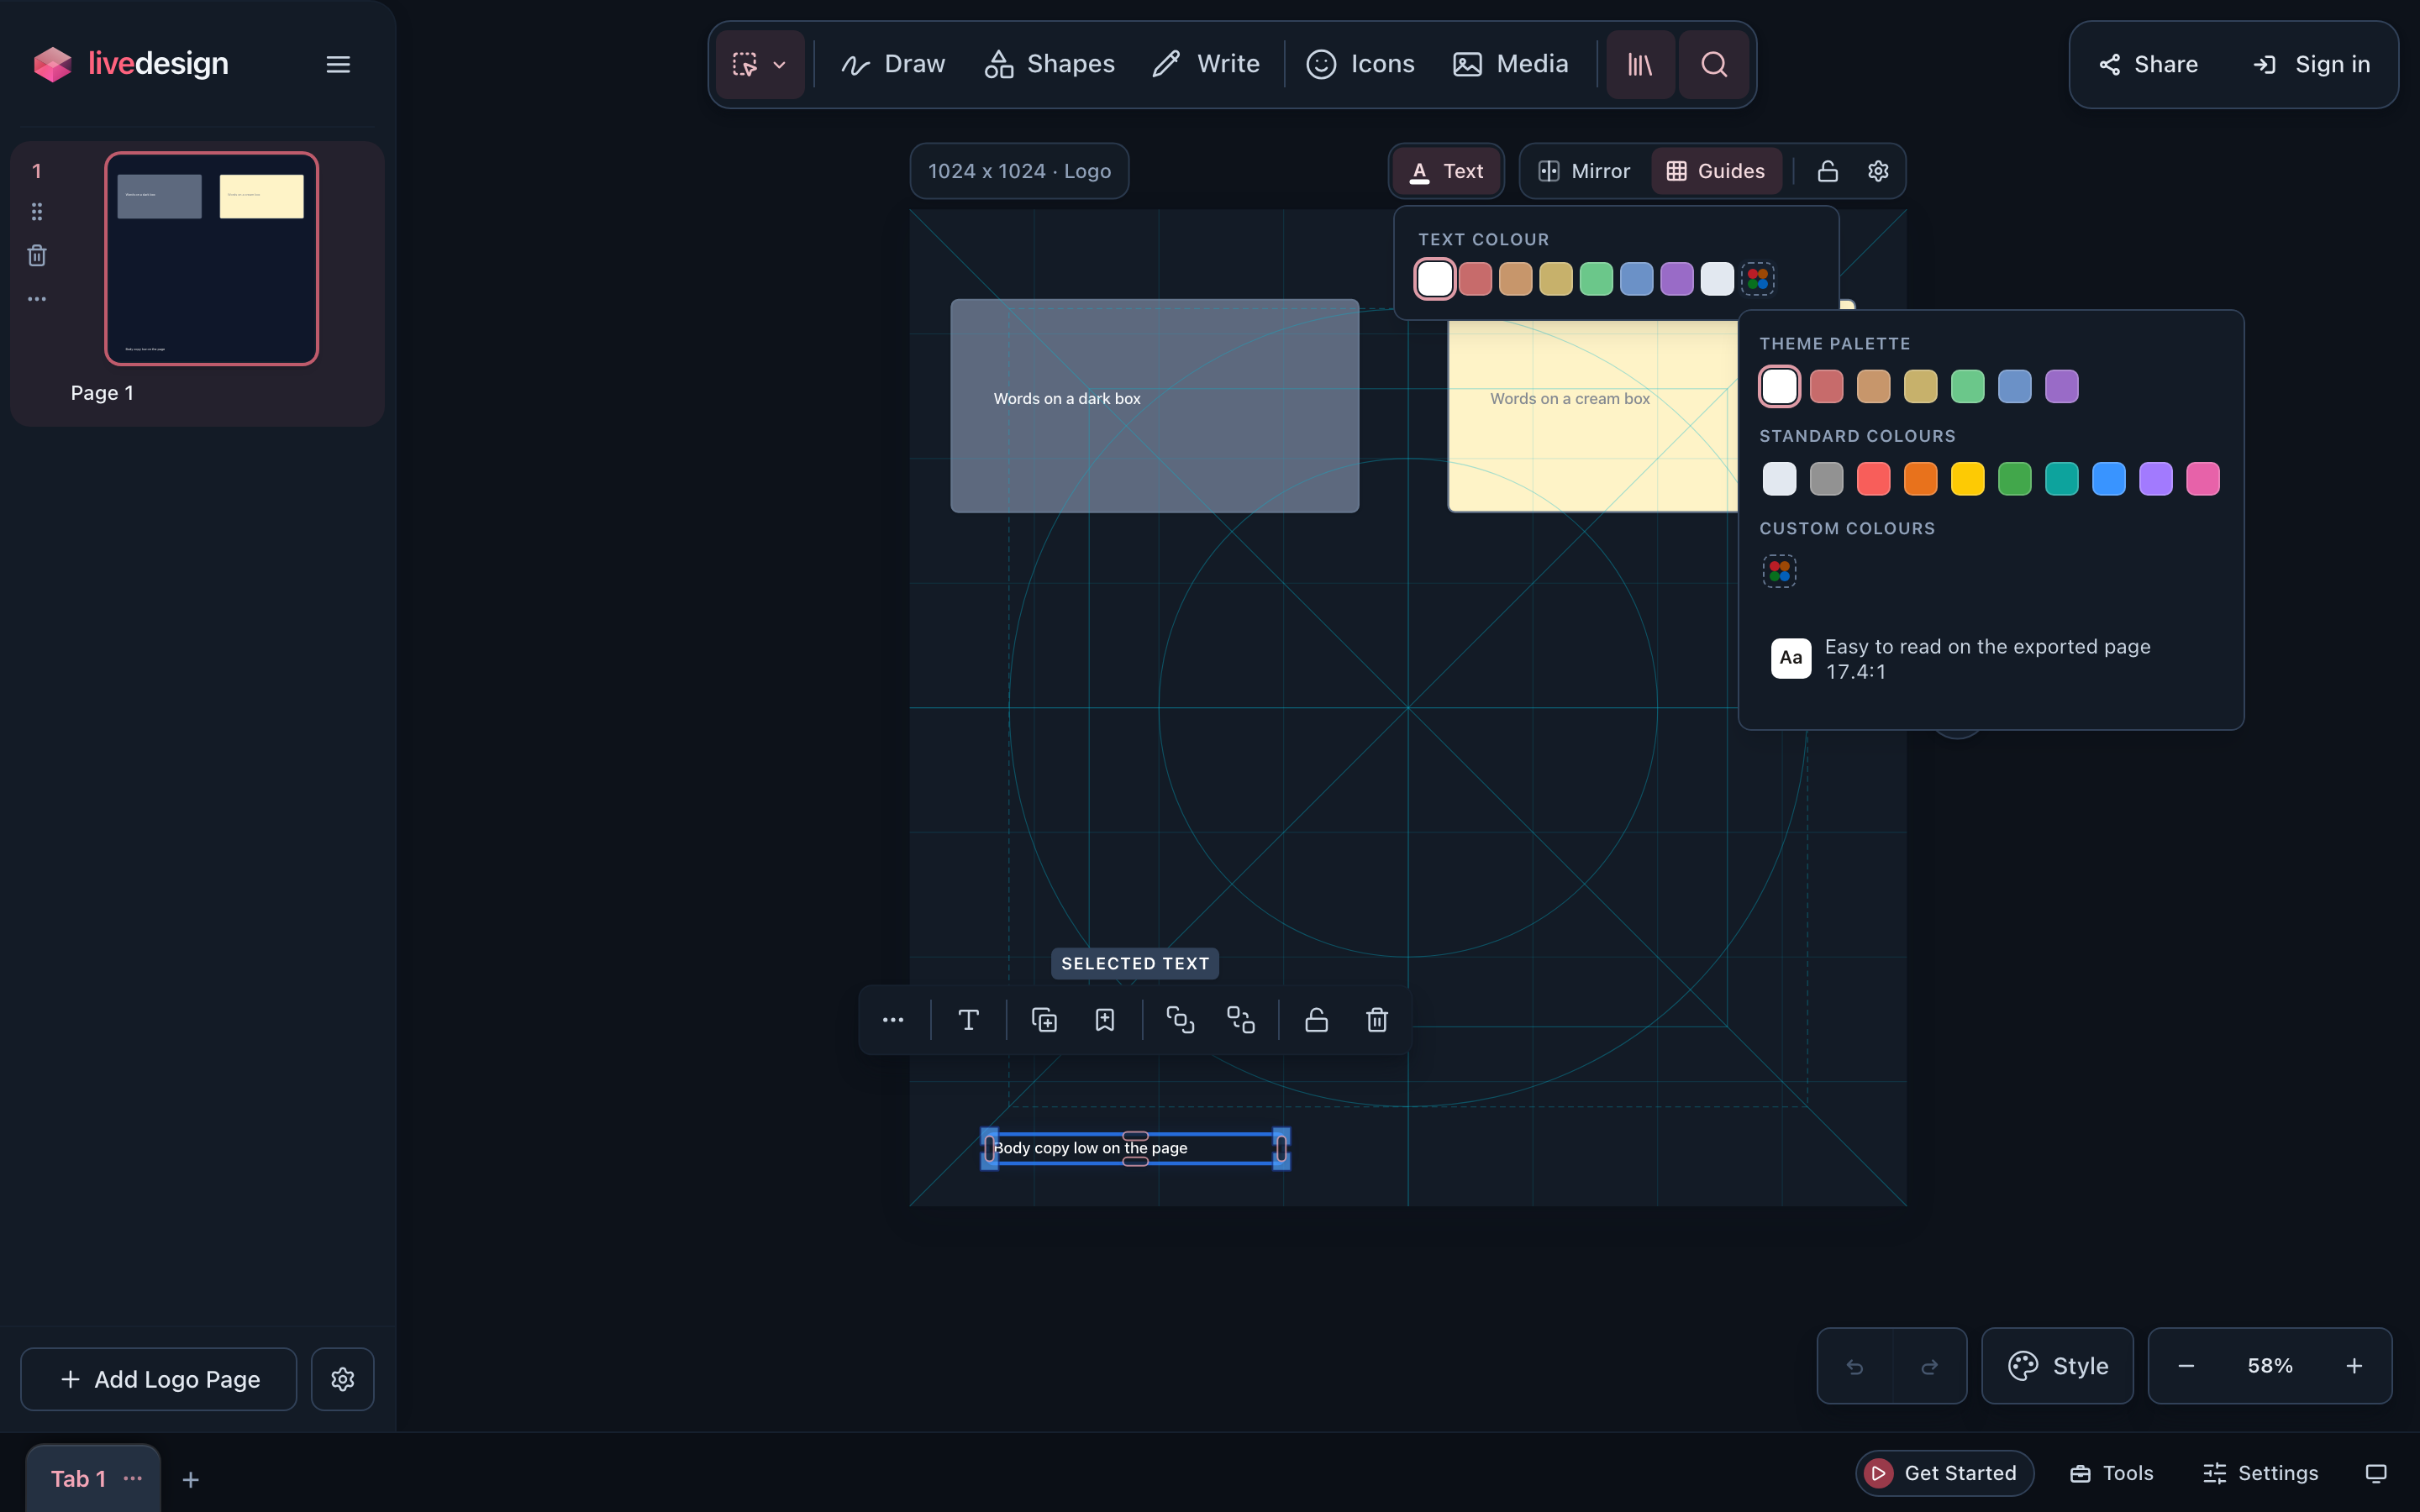 livedesign
Draw
Shapes
Write
Icons
Media
Share
Sign in
1
Page 1
1024 x 1024 · Logo
A Text
Mirror
Guides
TEXT COLOUR
Words on a dark box
Words on a cream box
THEME PALETTE
STANDARD COLOURS
CUSTOM COLOURS
Aa
Easy to read on the exported page
17.4:1
SELECTED TEXT
T
Body copy low on the page
Add Logo Page
Style
58%
Tab 1
Get Started
Tools
Settings